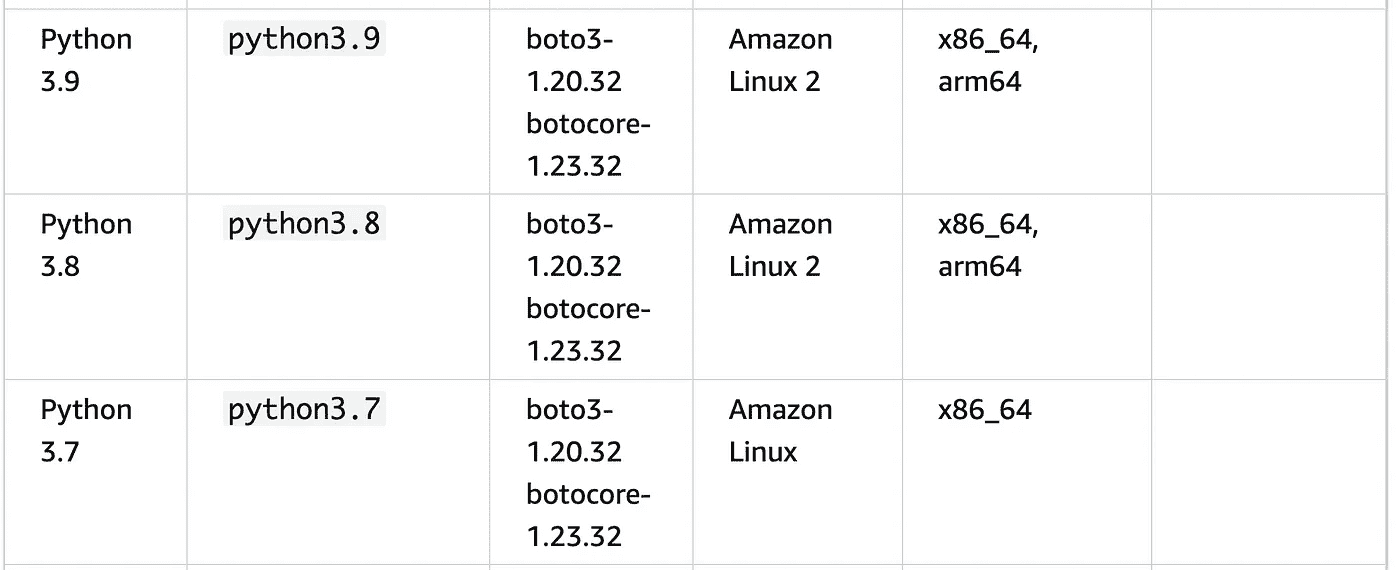 Python
3.9
python3.9
boto3-
1.20.32
botocore-
1.23.32
Amazon
Linux 2
x86_64,
arm64
Python
3.8
python3.8
boto3-
1.20.32
botocore-
1.23.32
Amazon
Linux 2
x86_64,
arm64
Python
3.7
python3.7
boto3-
1.20.32
botocore-
1.23.32
Amazon
Linux
x86_64